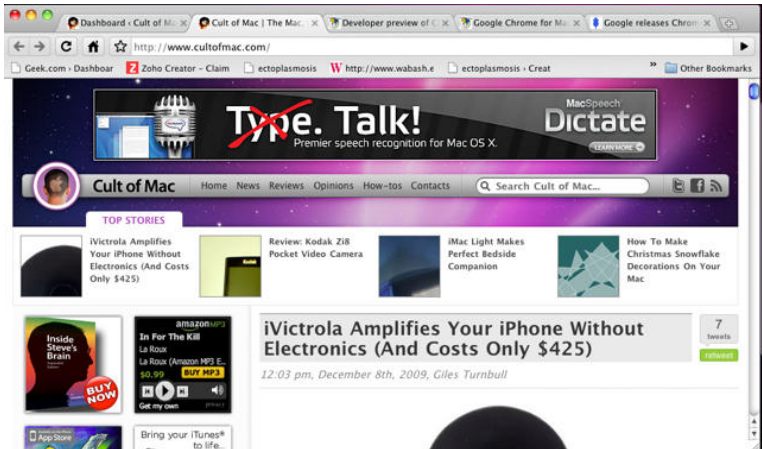 Dashboard ‹ Cult of M
Cult of Mac | The Mac,
Developer preview of C
Google Chrome for Mac
Google releases Chrom
http://www.cultofmac.com/
Geek.com › Dashboar
Zoho Creator - Claim
ectoplasmosis
http://www.wabash.e
ectoplasmosis › Creat
»
Other Bookmarks
Type. Talk!
Premier speech recognition for Mac OS X.
MacSpeech
Dictate
LEARN MORE
Cult of Mac
Home News Reviews Opinions How-tos Contacts
Search Cult of Mac...
TOP STORIES
iVictrola Amplifies
Your iPhone Without
Electronics (And Costs
Only $425)
Kodak
Review: Kodak Zi8
Pocket Video Camera
iMac Light Makes
Perfect Bedside
Companion
How To Make
Christmas Snowflake
Decorations On Your
Mac
Inside
Steve's
Brain
BUY
NOW
amazonMP3
In For The Kill
La Roux
La Roux (Amazon MP3 E..
$0.99 BUY MP3
Get my own privacy
iVictrola Amplifies Your iPhone Without
Electronics (And Costs Only $425)
12:03 pm, December 8th, 2009, Giles Turnbull
7
tweets
retweet
App Store
Bring your iTunes®
to life...